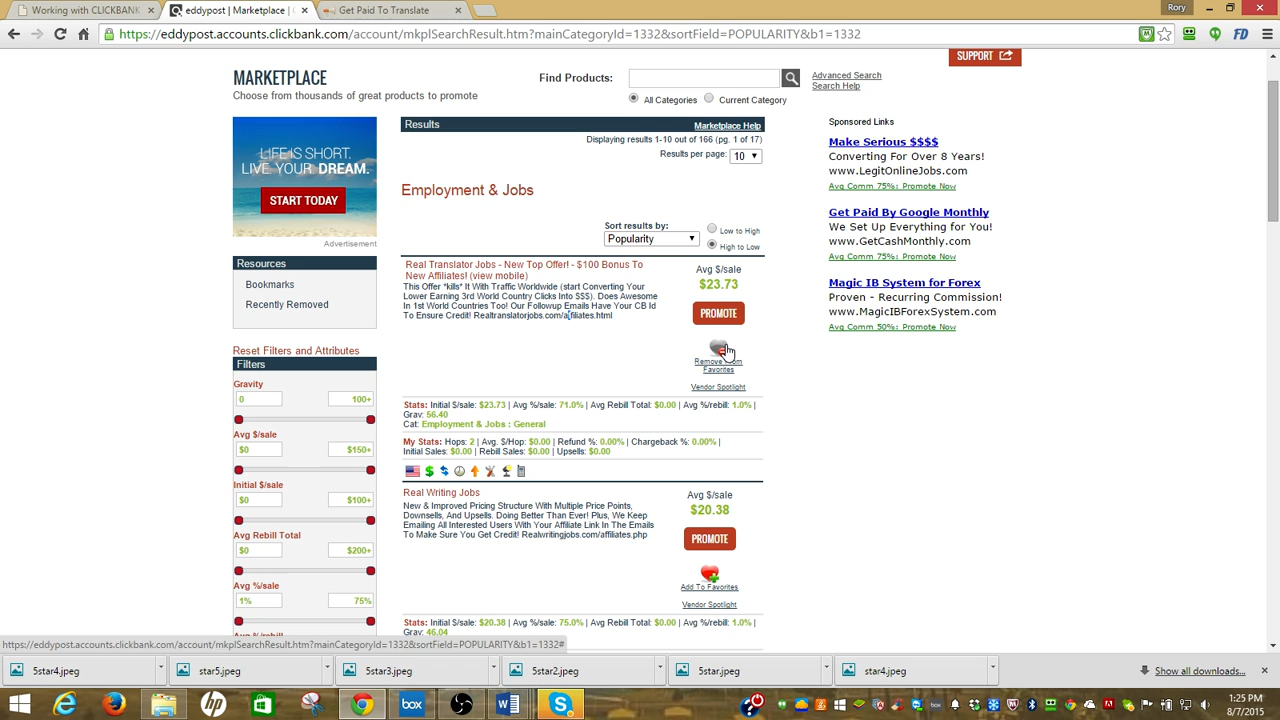 Working with CLICKBANK
eddypost | Marketplace |
Get Paid To Translate
Rory
https://eddypost.accounts.clickbank.com/account/mkplSearchResult.htm?mainCategoryId=1332&sortField=POPULARITY&b1=1332
SUPPORT
MARKETPLACE
Choose from thousands of great products to promote
Find Products:
Advanced Search
Search Help
All Categories
Current Category
LIFE IS SHORT.
LIVE YOUR DREAM.
START TODAY
Advertisement
Resources
Bookmarks
Recently Removed
Reset Filters and Attributes
Filters
Gravity
0 100+
Avg $/sale
$0 $150+
Initial $/sale
$0 $100+
Avg Rebill Total
$0 $200+
Avg %/sale
1% 75%
Results
Marketplace Help
Displaying results 1-10 out of 166 (pg. 1 of 17)
Results per page: 10
Employment & Jobs
Sort results by:
Popularity
Low to High
High to Low
Real Translator Jobs - New Top Offer! - $100 Bonus To
New Affiliates! (view mobile)
This Offer *kills* It With Traffic Worldwide (start Converting Your
Lower Earning 3rd World Country Clicks Into $$$). Does Awesome
In 1st World Countries Too! Our Followup Emails Have Your CB Id
To Ensure Credit! Realtranslatorjobs.com/affiliates.html
Avg $/sale
$23.73
PROMOTE
Remove From
Favorites
Vendor Spotlight
Stats: Initial $/sale: $23.73 | Avg %/sale: 71.0% | Avg Rebill Total: $0.00 | Avg %/rebill: 1.0% |
Grav: 56.40
Cat: Employment & Jobs : General
My Stats: Hops: 2 | Avg. $/Hop: $0.00 | Refund %: 0.00% | Chargeback %: 0.00% |
Initial Sales: $0.00 | Rebill Sales: $0.00 | Upsells: $0.00
Real Writing Jobs
New & Improved Pricing Structure With Multiple Price Points,
Downsells, And Upsells. Doing Better Than Ever! Plus, We Keep
Emailing All Interested Users With Your Affiliate Link In The Emails
To Make Sure You Get Credit! Realwritingjobs.com/affiliates.php
Avg $/sale
$20.38
PROMOTE
Add To Favorites
Vendor Spotlight
Stats: Initial $/sale: $20.38 | Avg %/sale: 75.0% | Avg Rebill Total: $0.00 | Avg %/rebill: 1.0% |
Grav: 46.04
Sponsored Links
Make Serious $$$$
Converting For Over 8 Years!
www.LegitOnlineJobs.com
Avg Comm 75%: Promote Now
Get Paid By Google Monthly
We Set Up Everything for You!
www.GetCashMonthly.com
Avg Comm 75%: Promote Now
Magic IB System for Forex
Proven - Recurring Commission!
www.MagicIBForexSystem.com
Avg Comm 50%: Promote Now
https://eddypost.accounts.clickbank.com/account/mkplSearchResult.htm?mainCategoryId=1332&sortField=POPULARITY&b1=1332#
5star4.jpeg
star5.jpeg
5star3.jpeg
5star2.jpeg
5star.jpeg
star4.jpeg
Show all downloads...
1:25 PM
8/7/2015